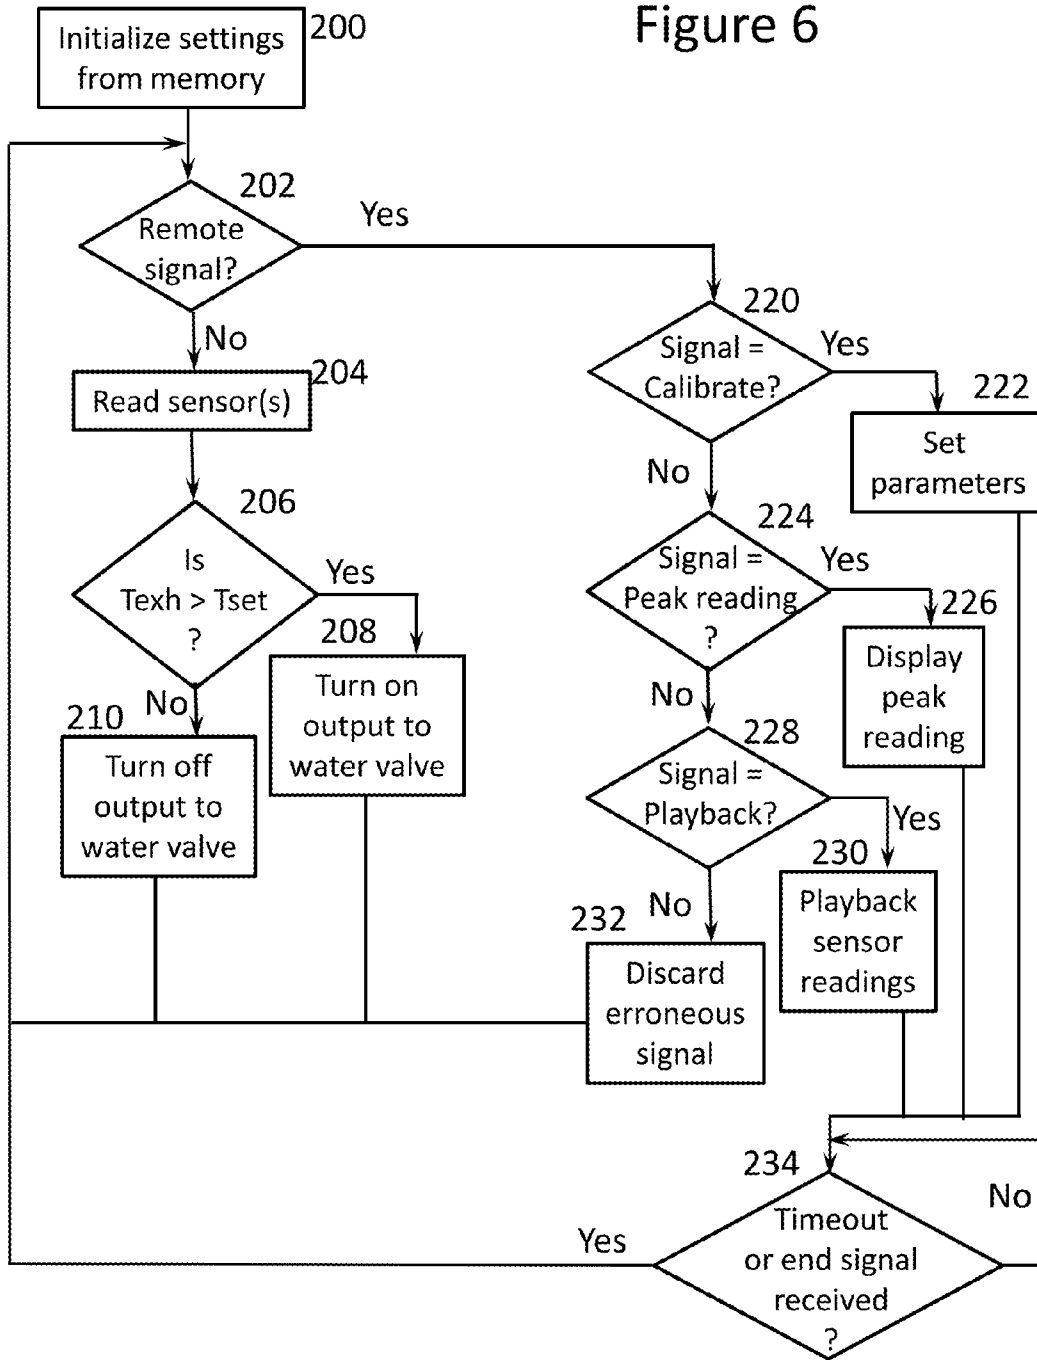 Figure 6
200
Initialize settings
from memory
202
Remote
signal?
Yes
No
204
Read sensor(s)
206
Is
Texh > Tset
?
Yes
208
Turn on
output to
water valve
No
210
Turn off
output to
water valve
220
Signal =
Calibrate?
Yes
222
Set
parameters
No
224
Signal =
Peak reading
?
Yes
226
Display
peak
reading
No
228
Signal =
Playback?
Yes
230
Playback
sensor
readings
No
232
Discard
erroneous
signal
234
Timeout
or end signal
received
?
Yes
No